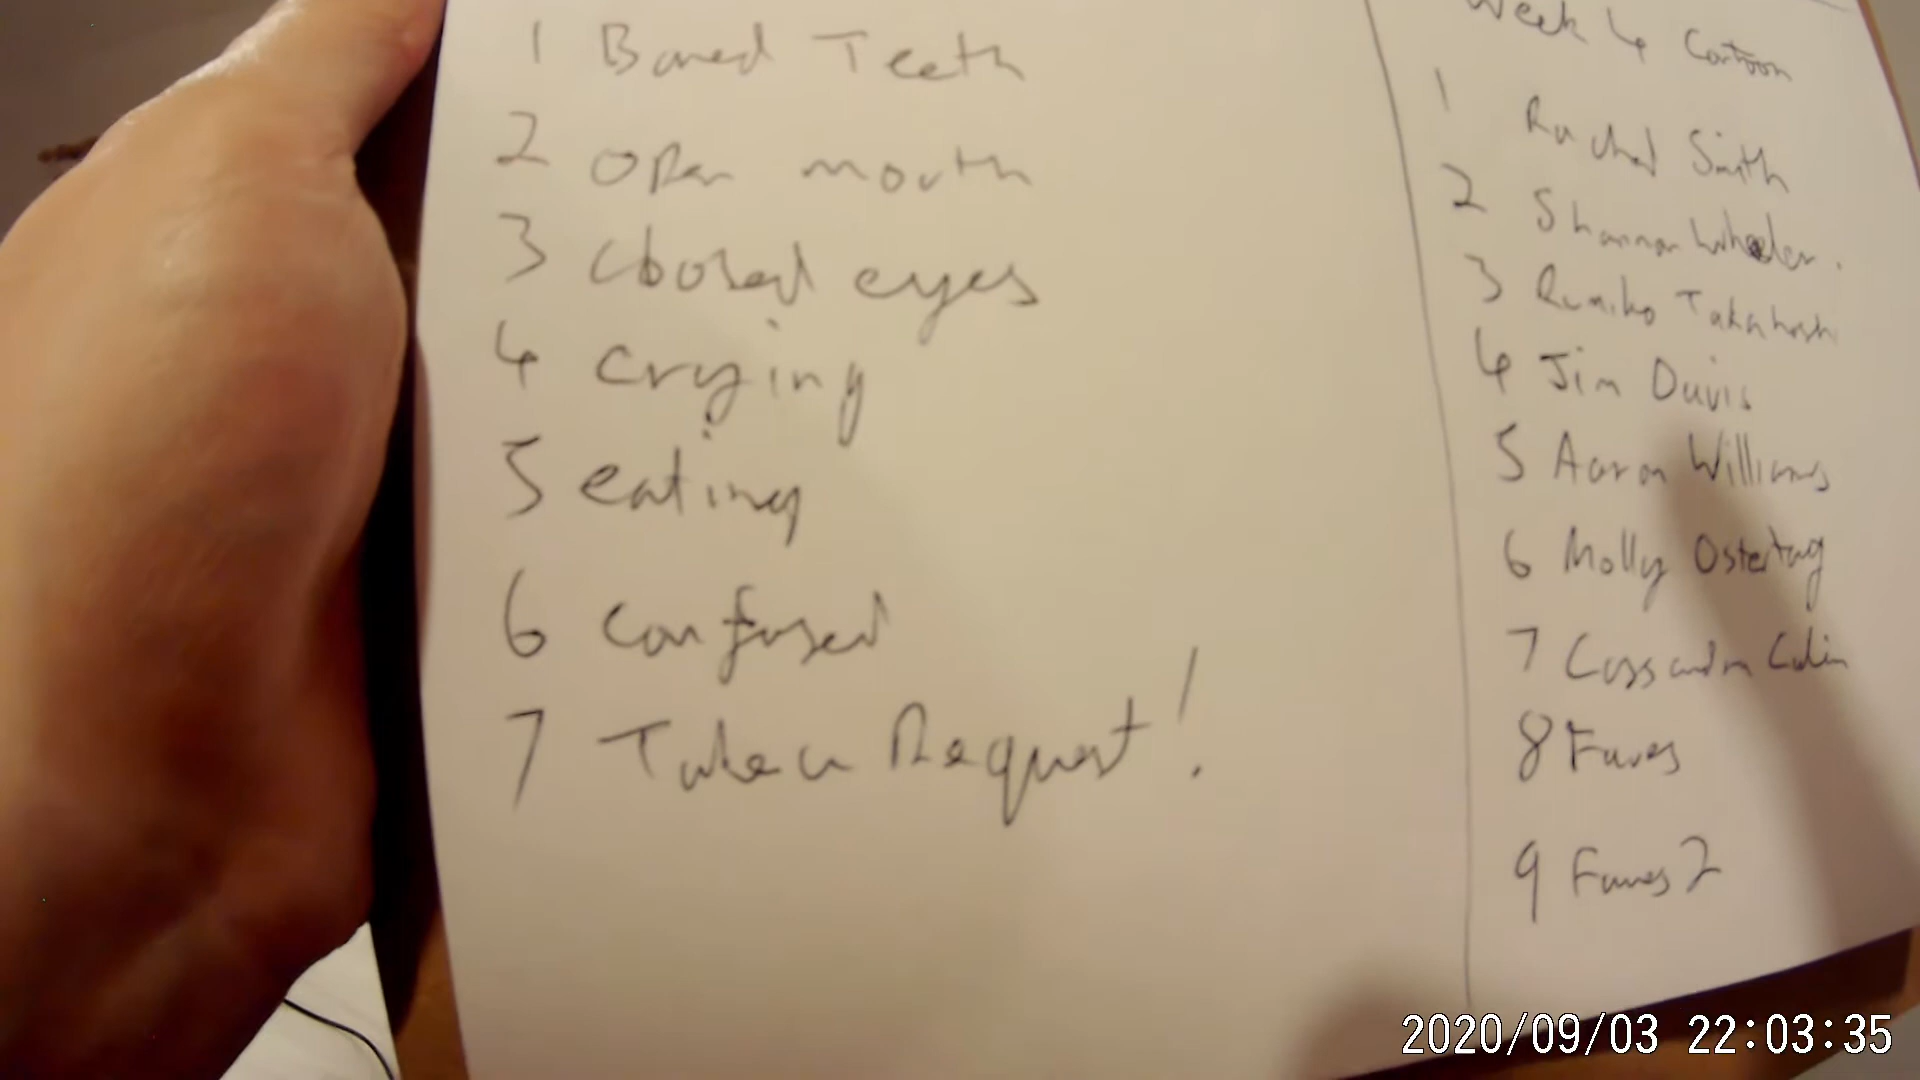 1 Bared Teeth
2 open mouth
3 closed eyes
4 crying
5 eating
6 confused
7 Take a Request!
Week 4 Cartoon
1 Rachel Smith
2 Shannon Wheeler.
3 Rumiko Takahashi
4 Jim Davis
5 Aaron Williams
6 Molly Ostertag
7 Cassandra Calin
8 Faves
9 Faves 2
2020/09/03 22:03:35